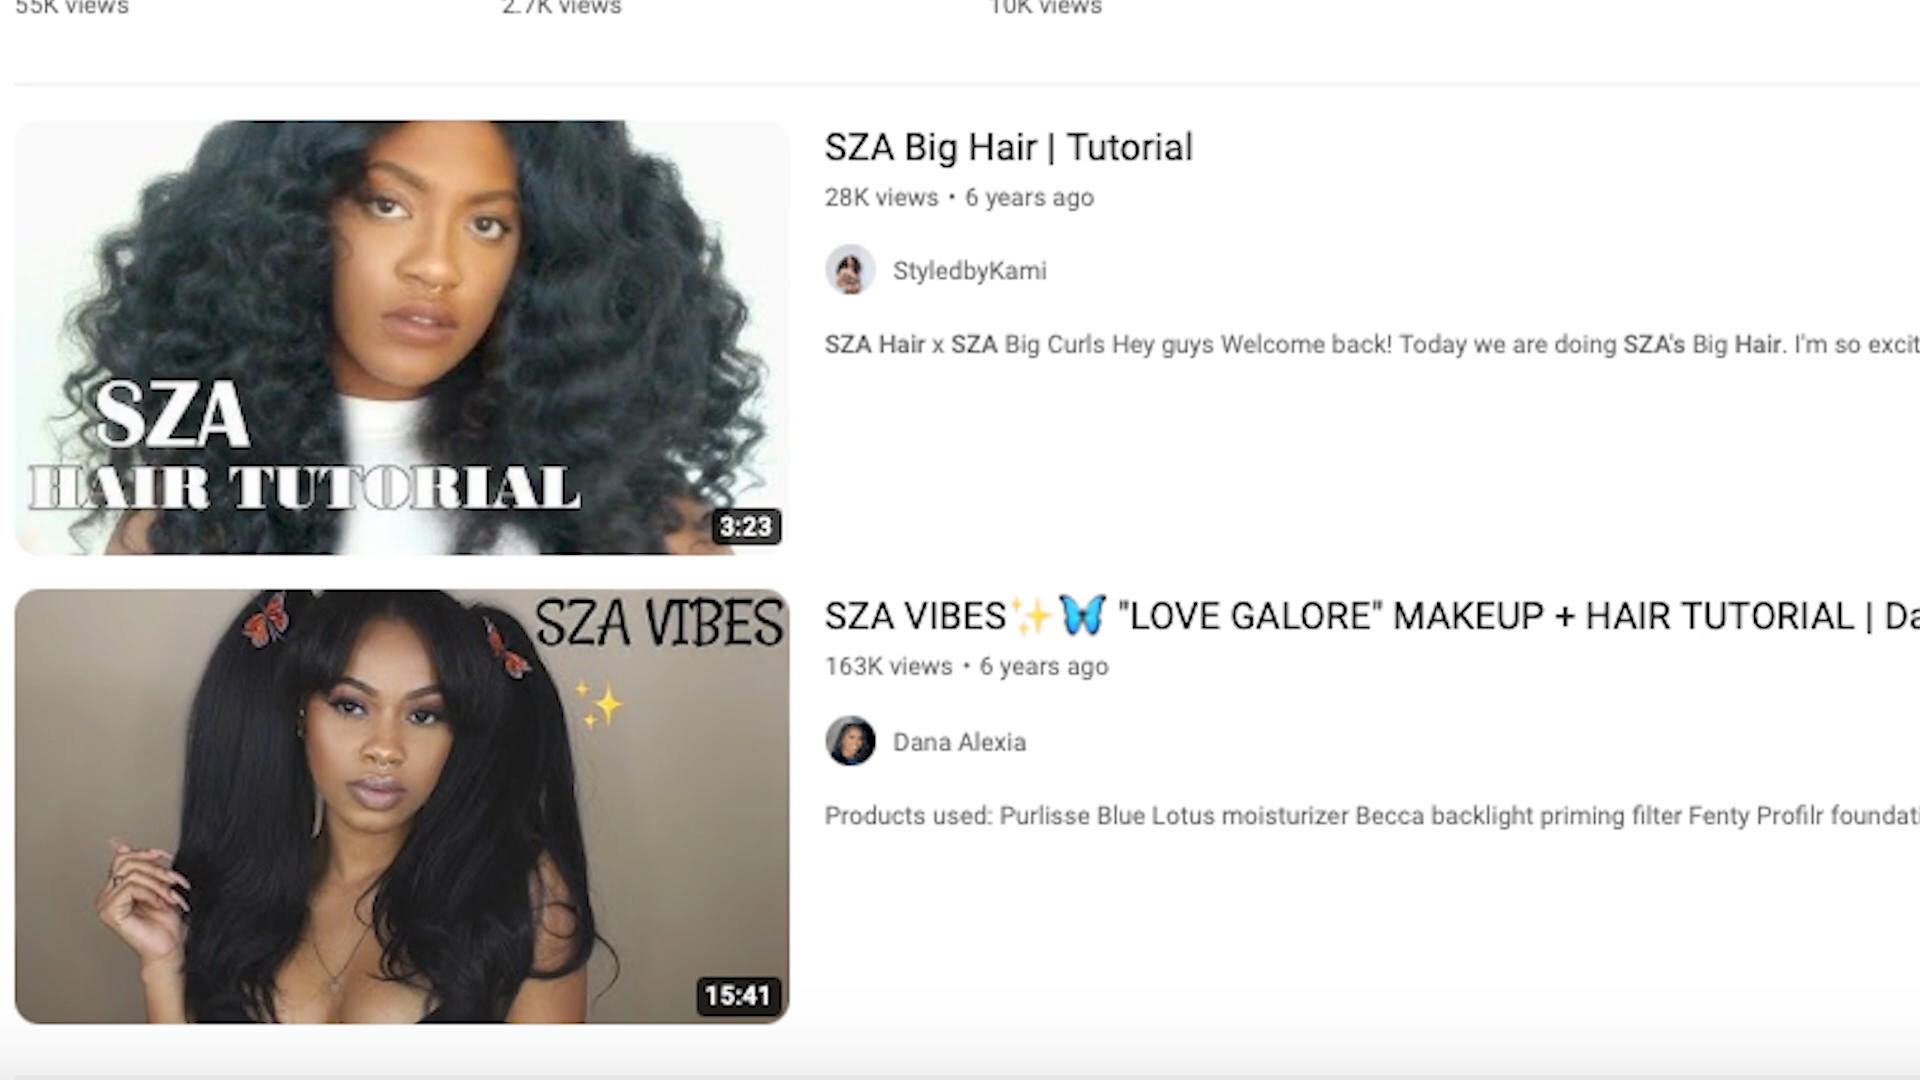 55K views
2.7K views
10K views
SZA
HAIR TUTORIAL
3:23
SZA Big Hair | Tutorial
28K views • 6 years ago
StyledbyKami
SZA Hair x SZA Big Curls Hey guys Welcome back! Today we are doing SZA's Big Hair. I'm so excit
SZA VIBES
15:41
SZA VIBES✨🦋 "LOVE GALORE" MAKEUP + HAIR TUTORIAL | Da
163K views • 6 years ago
Dana Alexia
Products used: Purlisse Blue Lotus moisturizer Becca backlight priming filter Fenty Profilr foundati